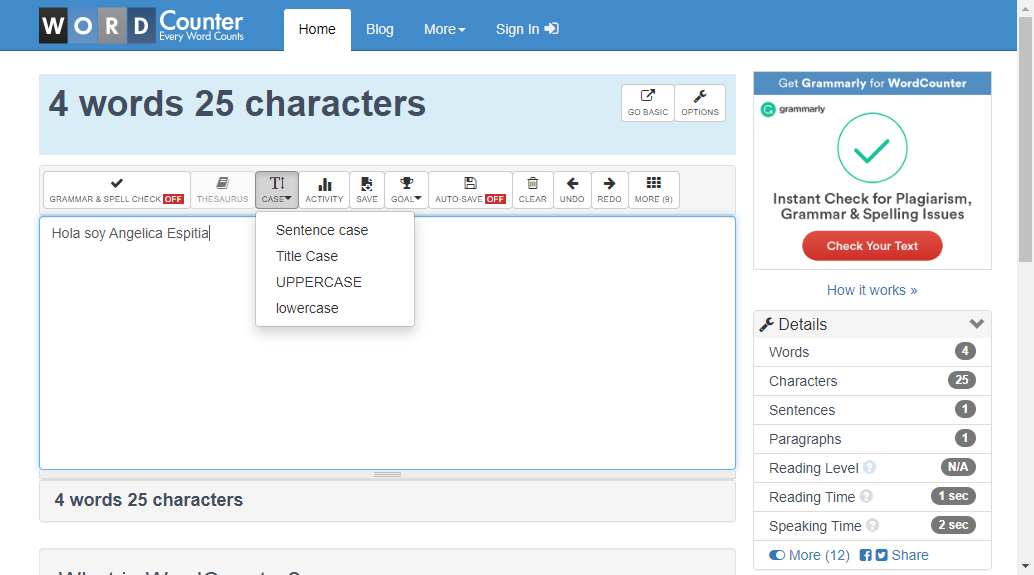 WORD Counter
Every Word Counts
Home
Blog
More
Sign In
4 words 25 characters
GO BASIC
OPTIONS
GRAMMAR & SPELL CHECK OFF
THESAURUS
CASE
ACTIVITY
SAVE
GOAL
AUTO-SAVE OFF
CLEAR
UNDO
REDO
MORE (9)
Hola soy Angelica Espitia
Sentence case
Title Case
UPPERCASE
lowercase
4 words 25 characters
What is WordCounter?
Get Grammarly for WordCounter
grammarly
Instant Check for Plagiarism,
Grammar & Spelling Issues
Check Your Text
How it works »
Details
Words 4
Characters 25
Sentences 1
Paragraphs 1
Reading Level ? N/A
Reading Time ? 1 sec
Speaking Time ? 2 sec
More (12) Share